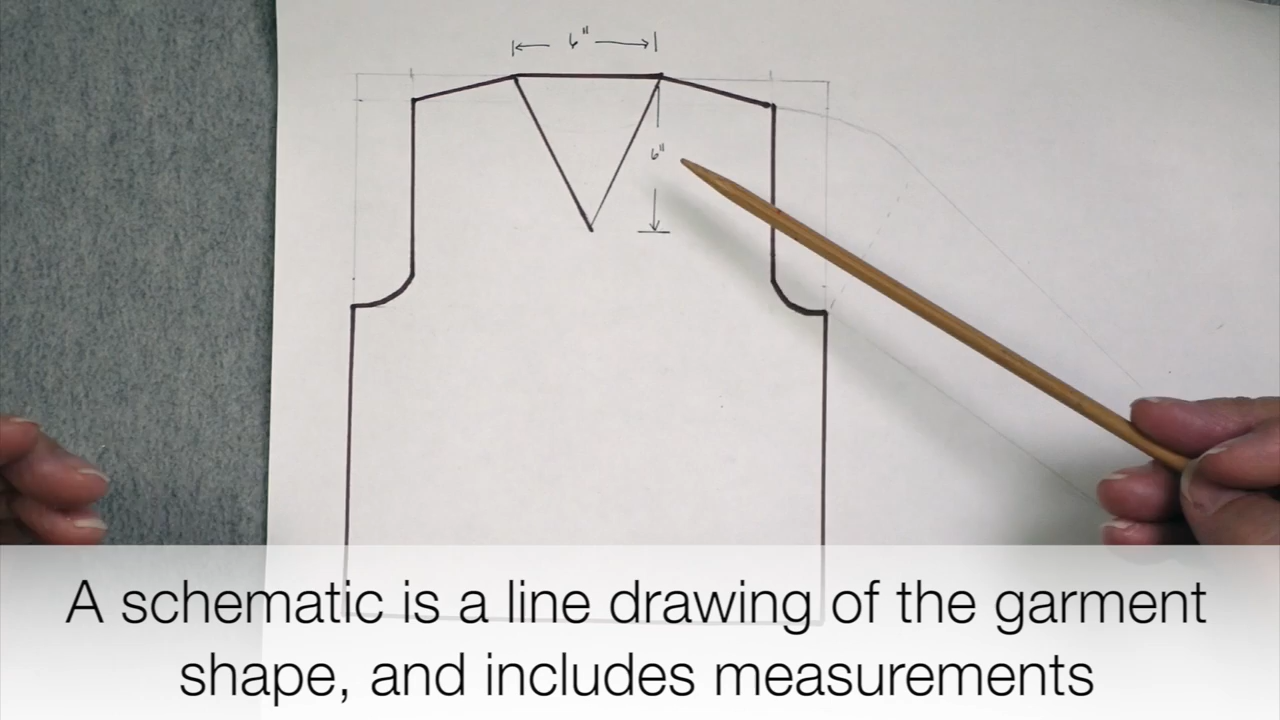 6"
6"
A schematic is a line drawing of the garment
shape, and includes measurements